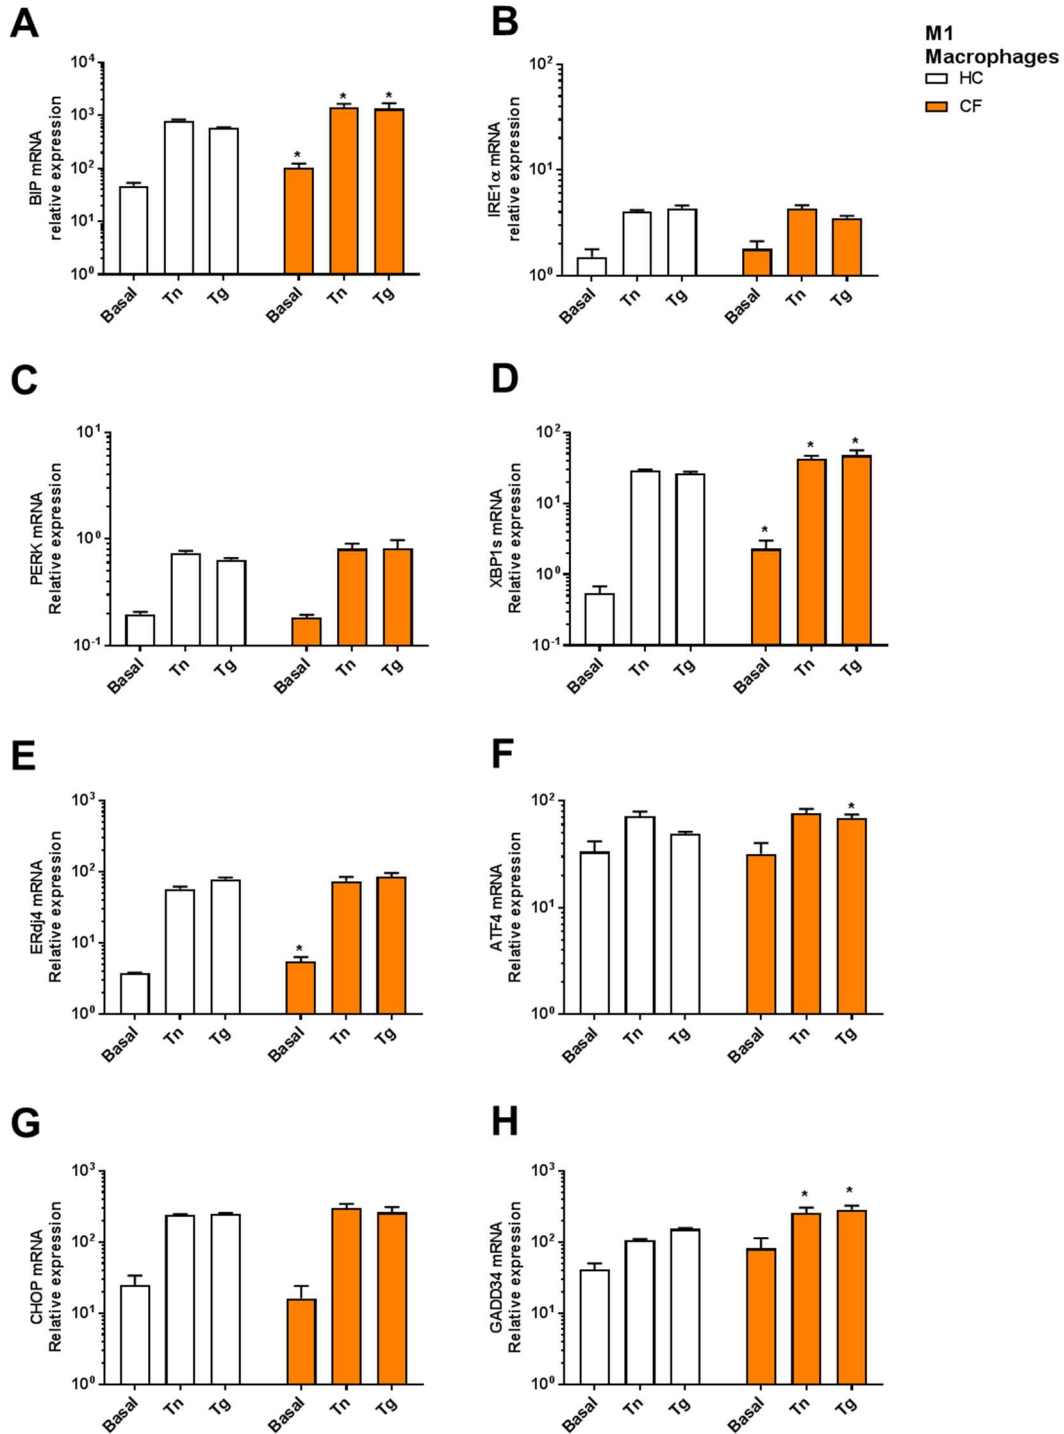 A
BIP mRNA
relative expression
10⁴
10³
10²
10¹
10⁰
* * *
Basal Tn Tg Basal Tn Tg
B
IRE1α mRNA
relative expression
10²
10¹
10⁰
Basal Tn Tg Basal Tn Tg
M1
Macrophages
HC
CF
C
PERK mRNA
Relative expression
10¹
10⁰
10⁻¹
Basal Tn Tg Basal Tn Tg
D
XBP1s mRNA
Relative expression
10²
10¹
10⁰
10⁻¹
* * *
Basal Tn Tg Basal Tn Tg
E
ERdj4 mRNA
Relative expression
10³
10²
10¹
10⁰
*
Basal Tn Tg Basal Tn Tg
F
ATF4 mRNA
Relative expression
10²
10¹
10⁰
*
Basal Tn Tg Basal Tn Tg
G
CHOP mRNA
Relative expression
10³
10²
10¹
10⁰
Basal Tn Tg Basal Tn Tg
H
GADD34 mRNA
Relative expression
10³
10²
10¹
10⁰
* *
Basal Tn Tg Basal Tn Tg